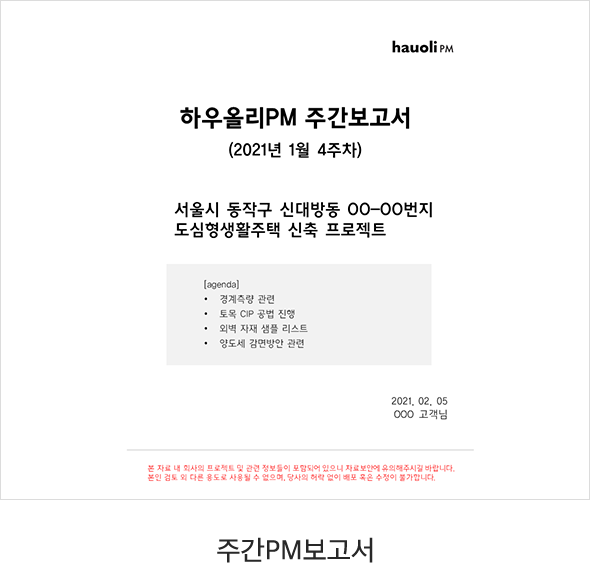 hauoli PM
하우올리PM 주간보고서
(2021년 1월 4주차)
서울시 동작구 신대방동 OO-OO번지
도심형생활주택 신축 프로젝트
[agenda]
• 경계측량 관련
• 토목 CIP 공법 진행
• 외벽 자재 샘플 리스트
• 양도세 감면방안 관련
2021. 02. 05
OOO 고객님
본 자료 내 회사의 프로젝트 및 관련 정보들이 포함되어 있으니 자료보안에 유의해주시길 바랍니다.
본인 검토 외 다른 용도로 사용될 수 없으며, 당사의 허락 없이 배포 혹은 수정이 불가합니다.
주간PM보고서